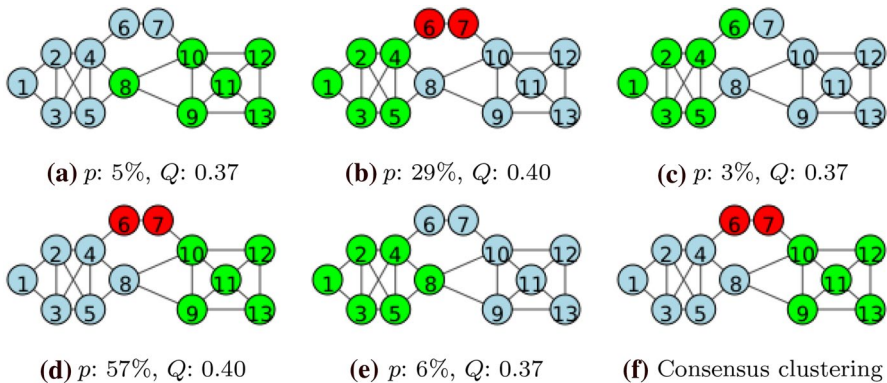 6 7 6 7 6 7
2 4 10 12 2 4 10 12 2 4 10 12
1 8 11 1 8 11 1 8 11
3 5 9 13 3 5 9 13 3 5 9 13
(a) p: 5%, Q: 0.37 (b) p: 29%, Q: 0.40 (c) p: 3%, Q: 0.37
6 7 6 7 6 7
2 4 10 12 2 4 10 12 2 4 10 12
1 8 11 1 8 11 1 8 11
3 5 9 13 3 5 9 13 3 5 9 13
(d) p: 57%, Q: 0.40 (e) p: 6%, Q: 0.37 (f) Consensus clustering